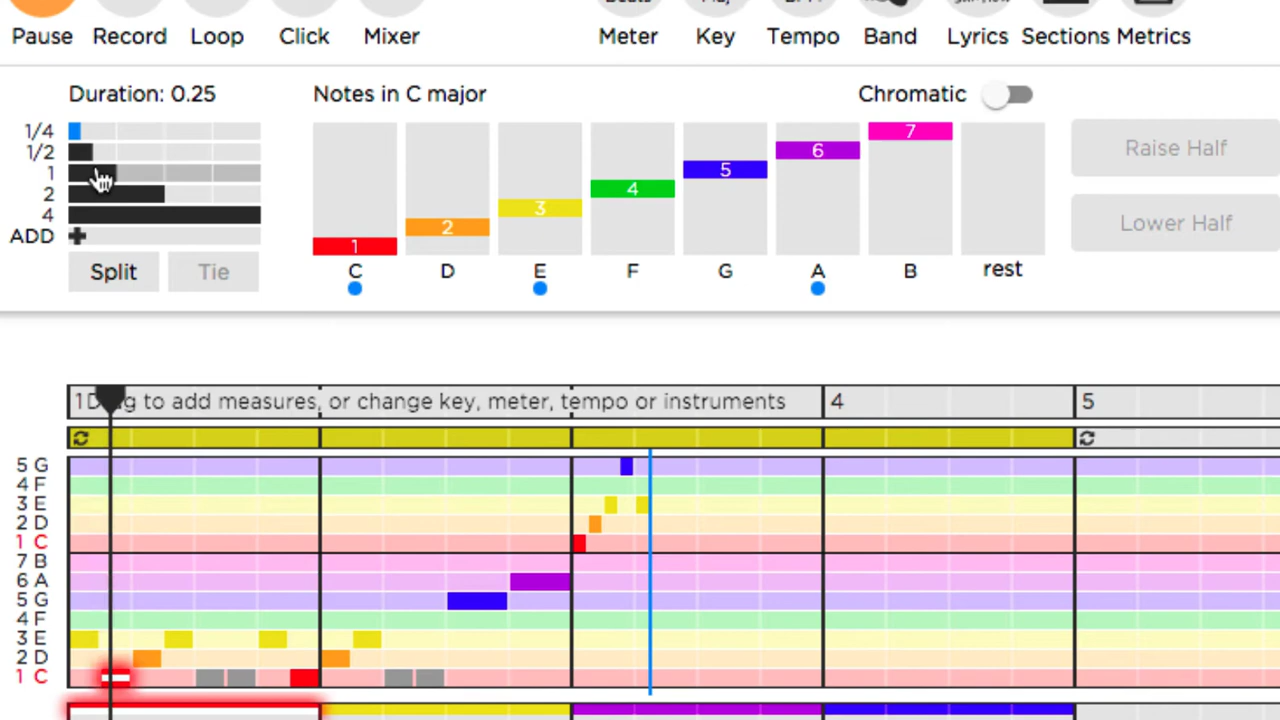 Pause Record Loop Click Mixer Meter Key Tempo Band Lyrics Sections Metrics
Duration: 0.25
Notes in C major
Chromatic
1/4
1/2
1
2
4
ADD
Split Tie
1 2 3 4 5 6 7
C D E F G A B rest
Raise Half
Lower Half
1 Drag to add measures, or change key, meter, tempo or instruments 4 5
5 G
4 F
3 E
2 D
1 C
7 B
6 A
5 G
4 F
3 E
2 D
1 C